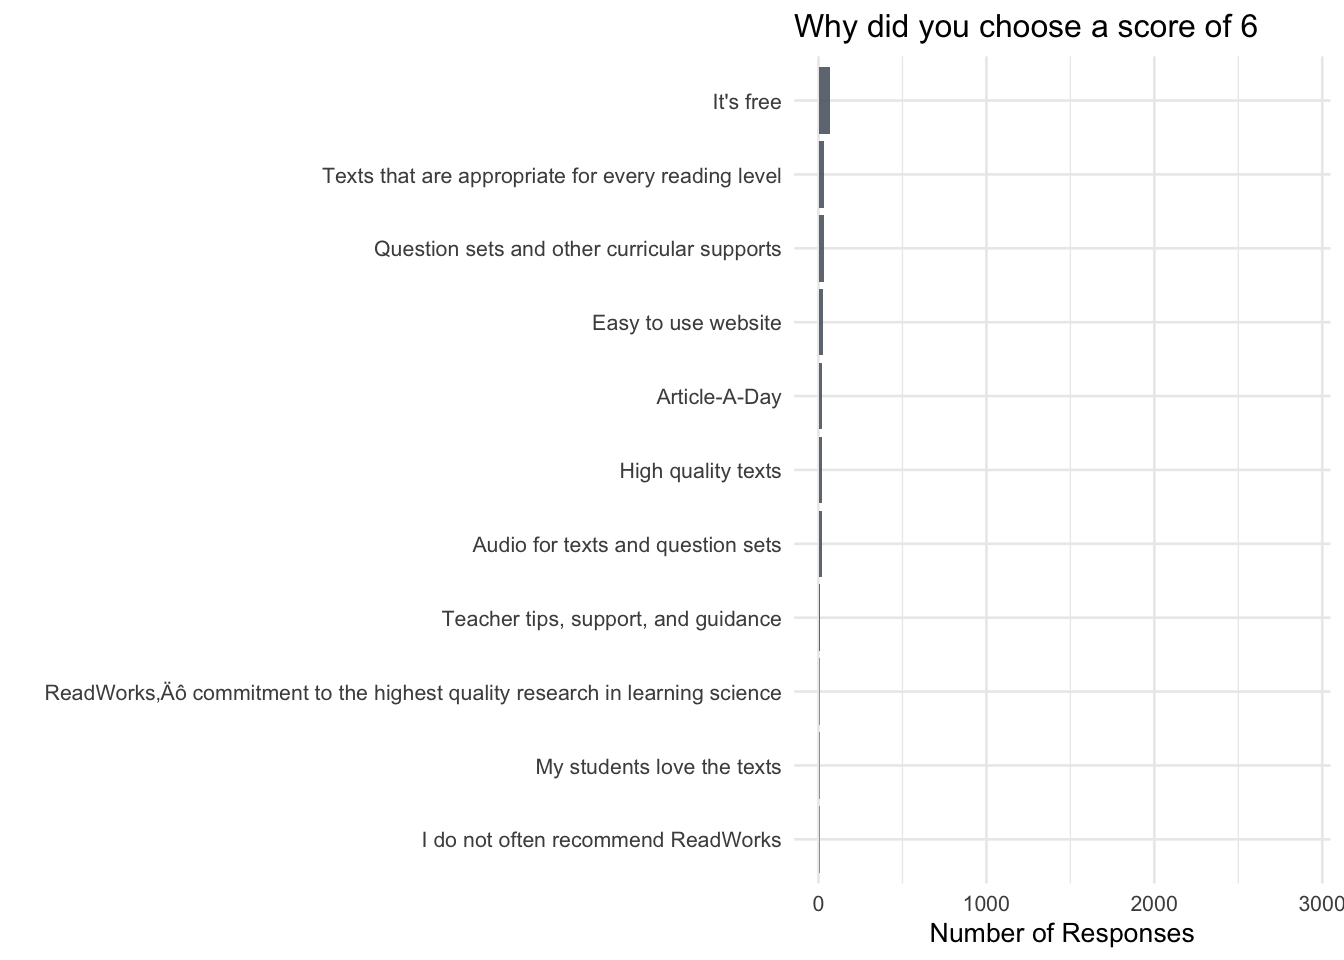 Why did you choose a score of 6
It's free
Texts that are appropriate for every reading level
Question sets and other curricular supports
Easy to use website
Article-A-Day
High quality texts
Audio for texts and question sets
Teacher tips, support, and guidance
ReadWorks‚Äô commitment to the highest quality research in learning science
My students love the texts
I do not often recommend ReadWorks
0 1000 2000 3000
Number of Responses